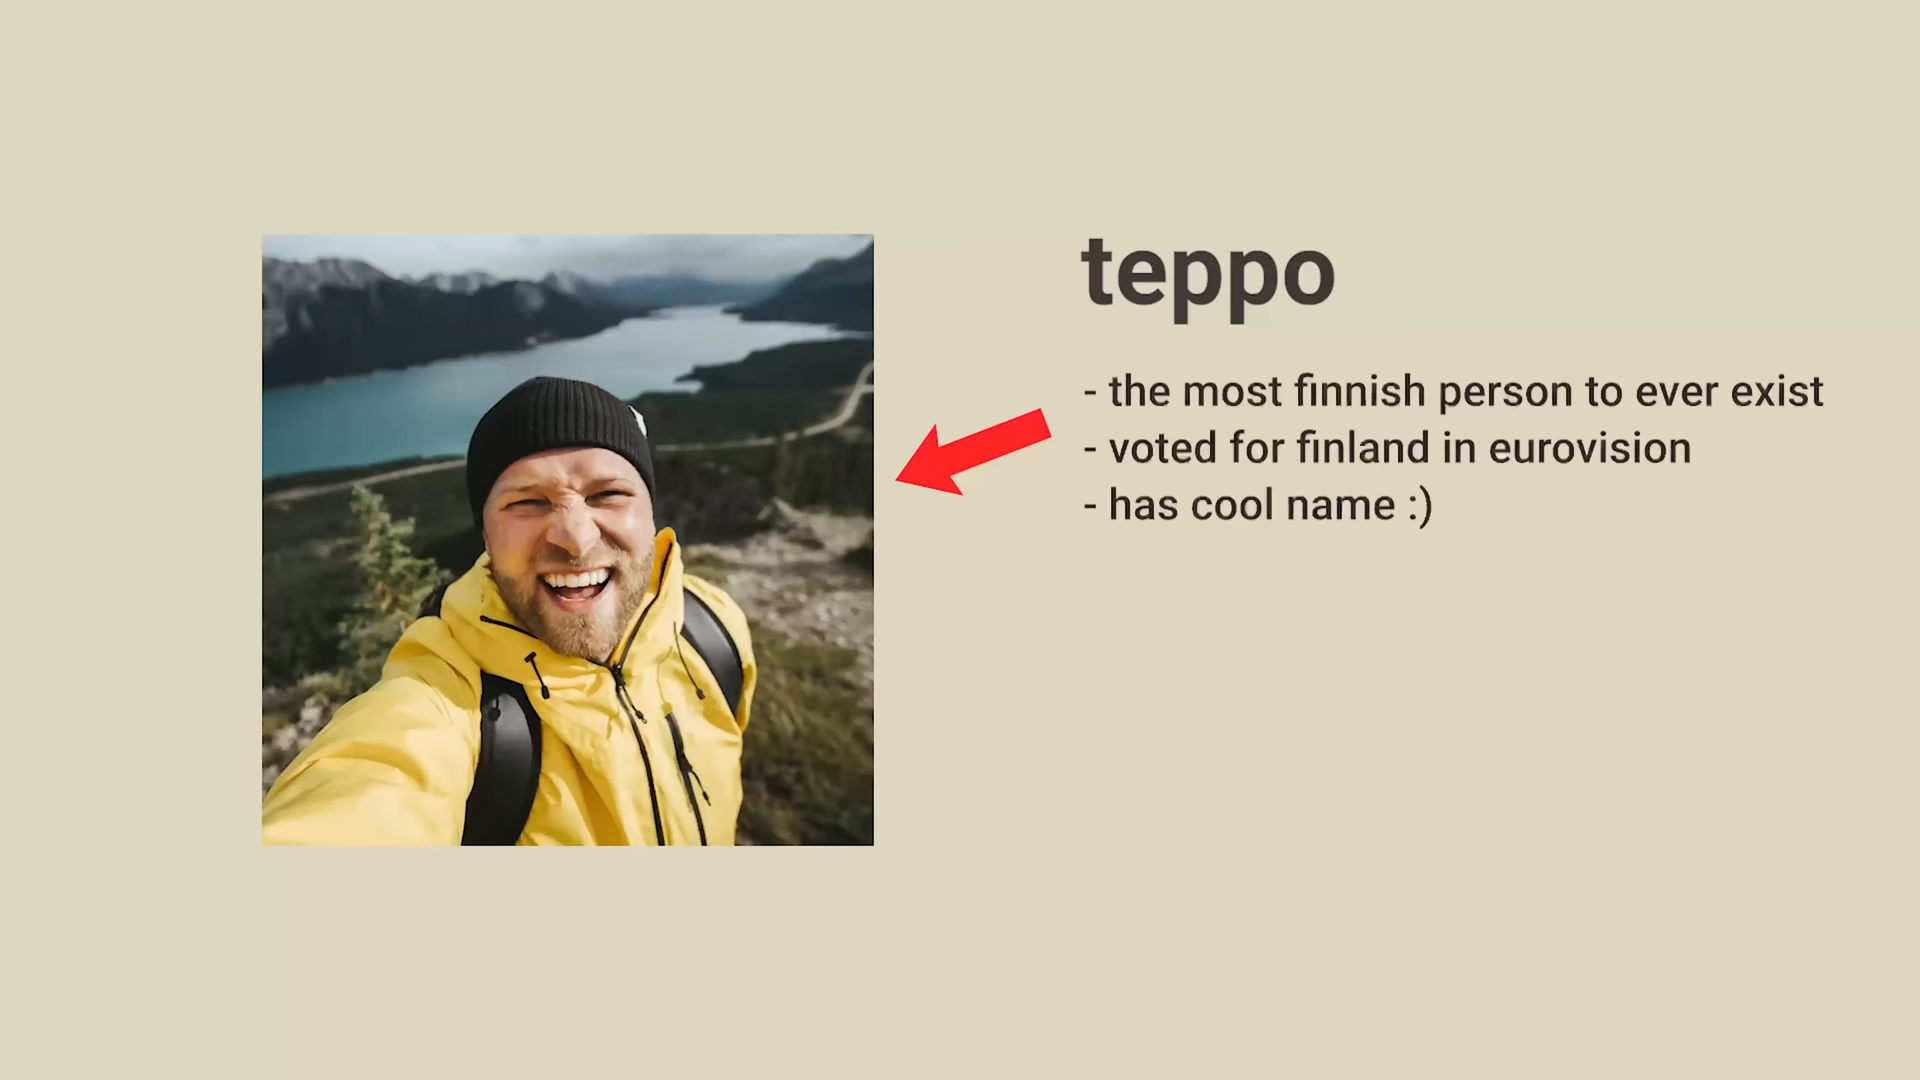 teppo
- the most finnish person to ever exist
- voted for finland in eurovision
- has cool name :)